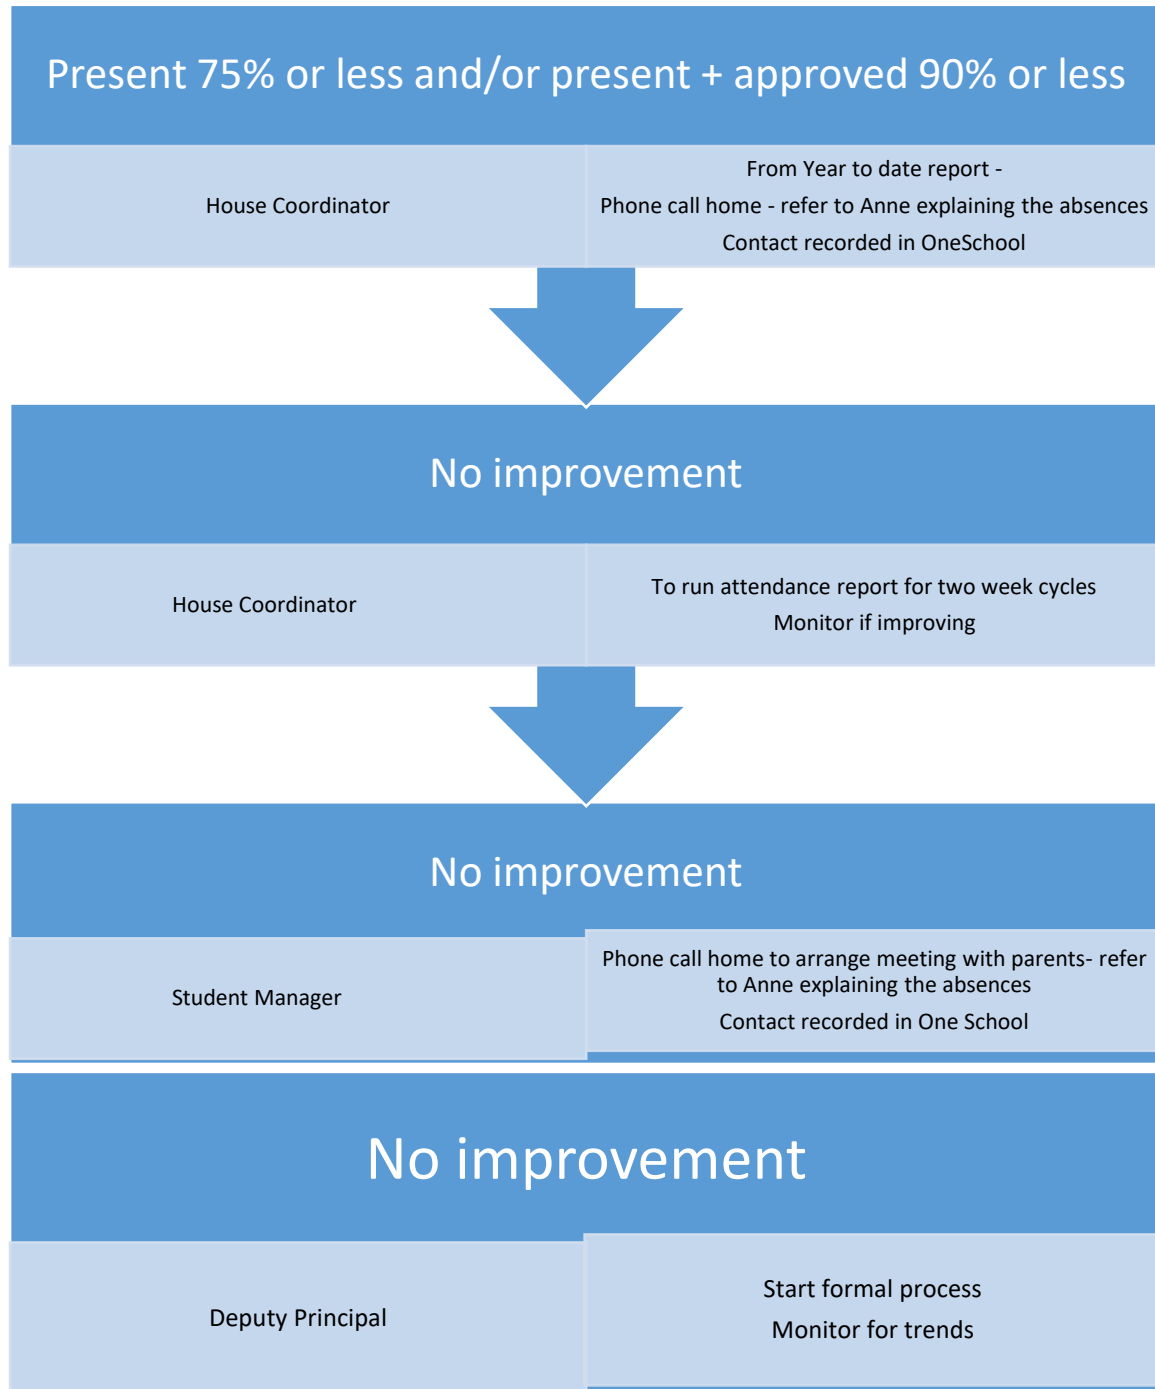 Present 75% or less and/or present + approved 90% or less
House Coordinator
From Year to date report -
Phone call home - refer to Anne explaining the absences
Contact recorded in OneSchool
No improvement
House Coordinator
To run attendance report for two week cycles
Monitor if improving
No improvement
Student Manager
Phone call home to arrange meeting with parents- refer
to Anne explaining the absences
Contact recorded in One School
No improvement
Deputy Principal
Start formal process
Monitor for trends